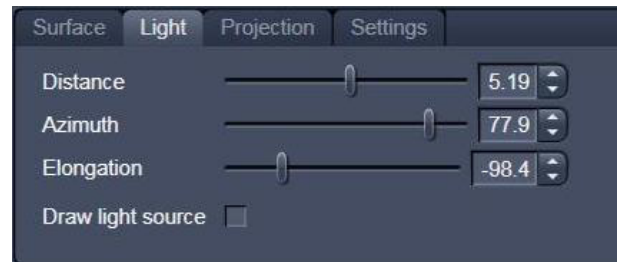 Surface Light Projection Settings
Distance 5.19
Azimuth 77.9
Elongation -98.4
Draw light source